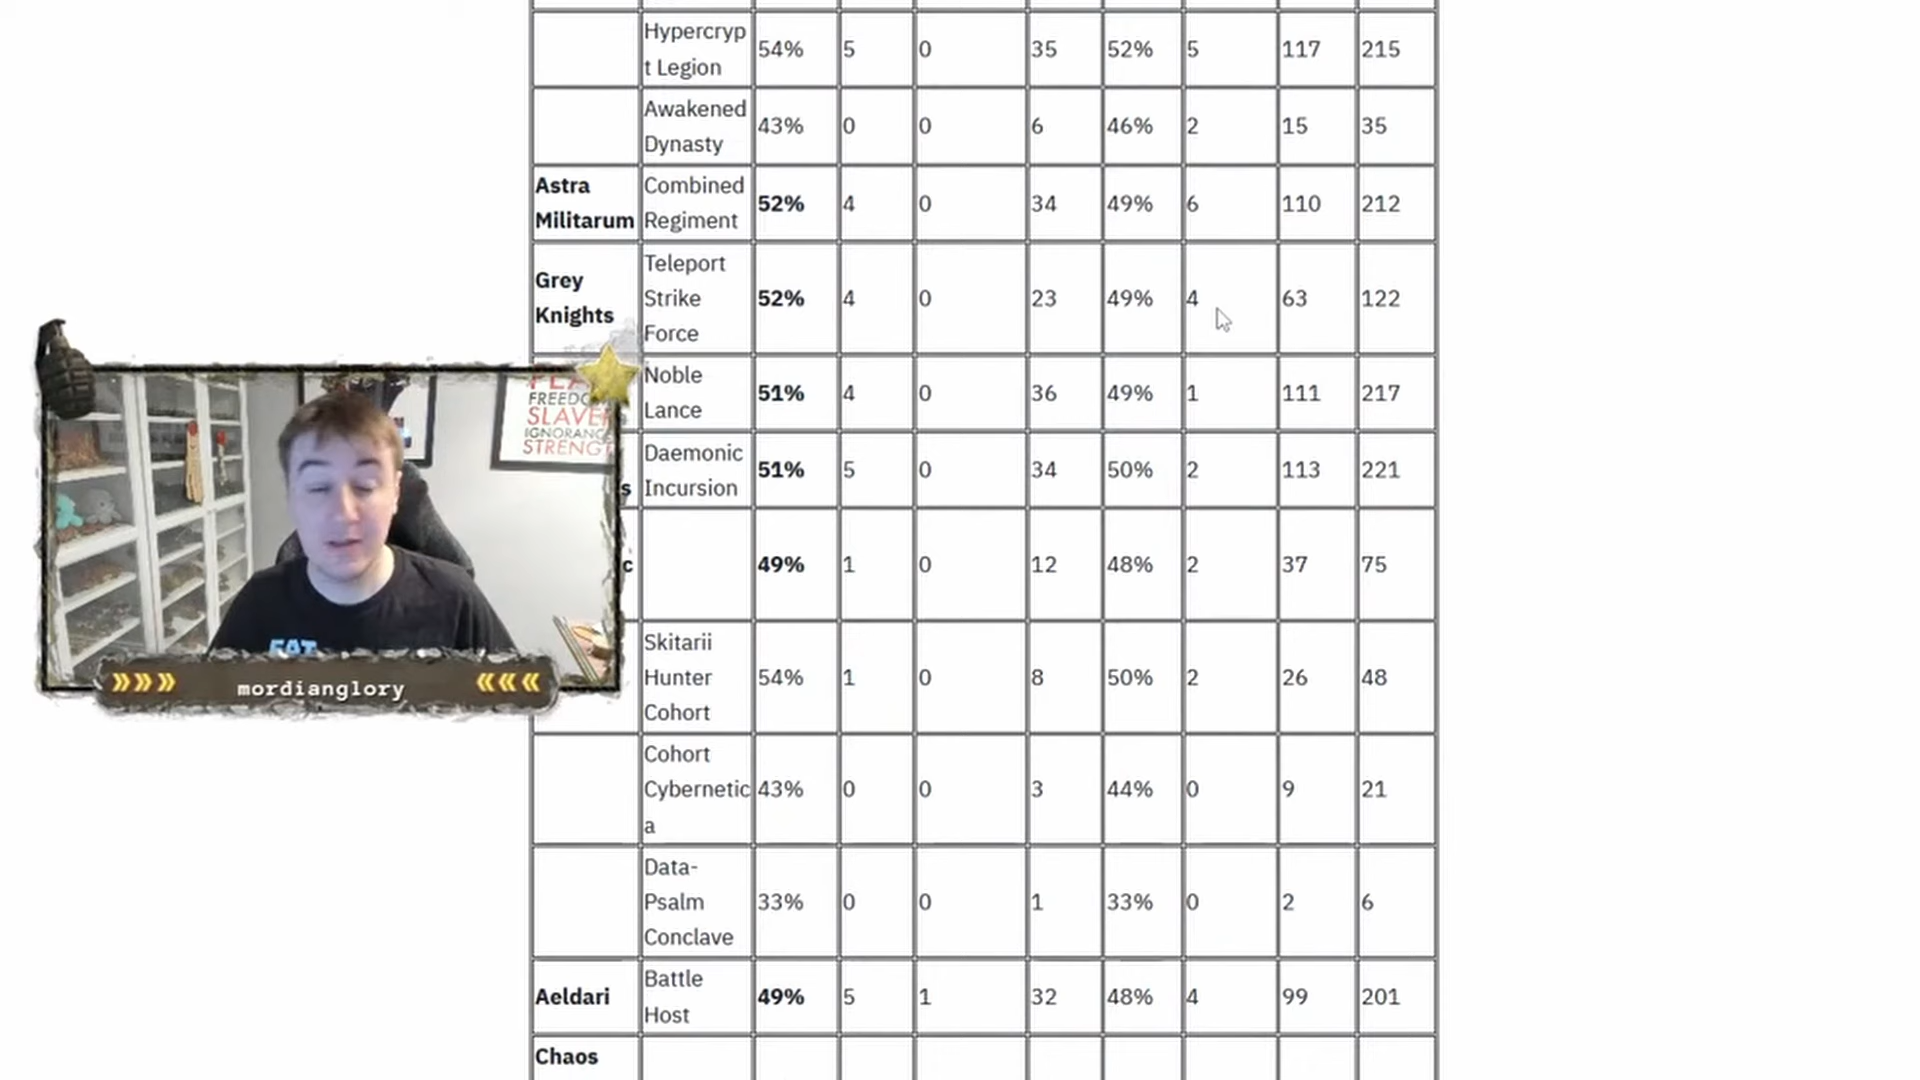 Hypercryp
t Legion
54% 5 0 35 52% 5 117 215
Awakened
Dynasty
43% 0 0 6 46% 2 15 35
Astra
Militarum
Combined
Regiment
52% 4 0 34 49% 6 110 212
Grey
Knights
Teleport
Strike
Force
52% 4 0 23 49% 4 63 122
Noble
Lance
51% 4 0 36 49% 1 111 217
s
Daemonic
Incursion
51% 5 0 34 50% 2 113 221
c
49% 1 0 12 48% 2 37 75
Skitarii
Hunter
Cohort
54% 1 0 8 50% 2 26 48
Cohort
Cybernetic
a
43% 0 0 3 44% 0 9 21
Data-
Psalm
Conclave
33% 0 0 1 33% 0 2 6
Aeldari
Battle
Host
49% 5 1 32 48% 4 99 201
Chaos
FREEDO
SLAVE
IGNORANC
STRENGT
EAT
»»» mordianglory «««